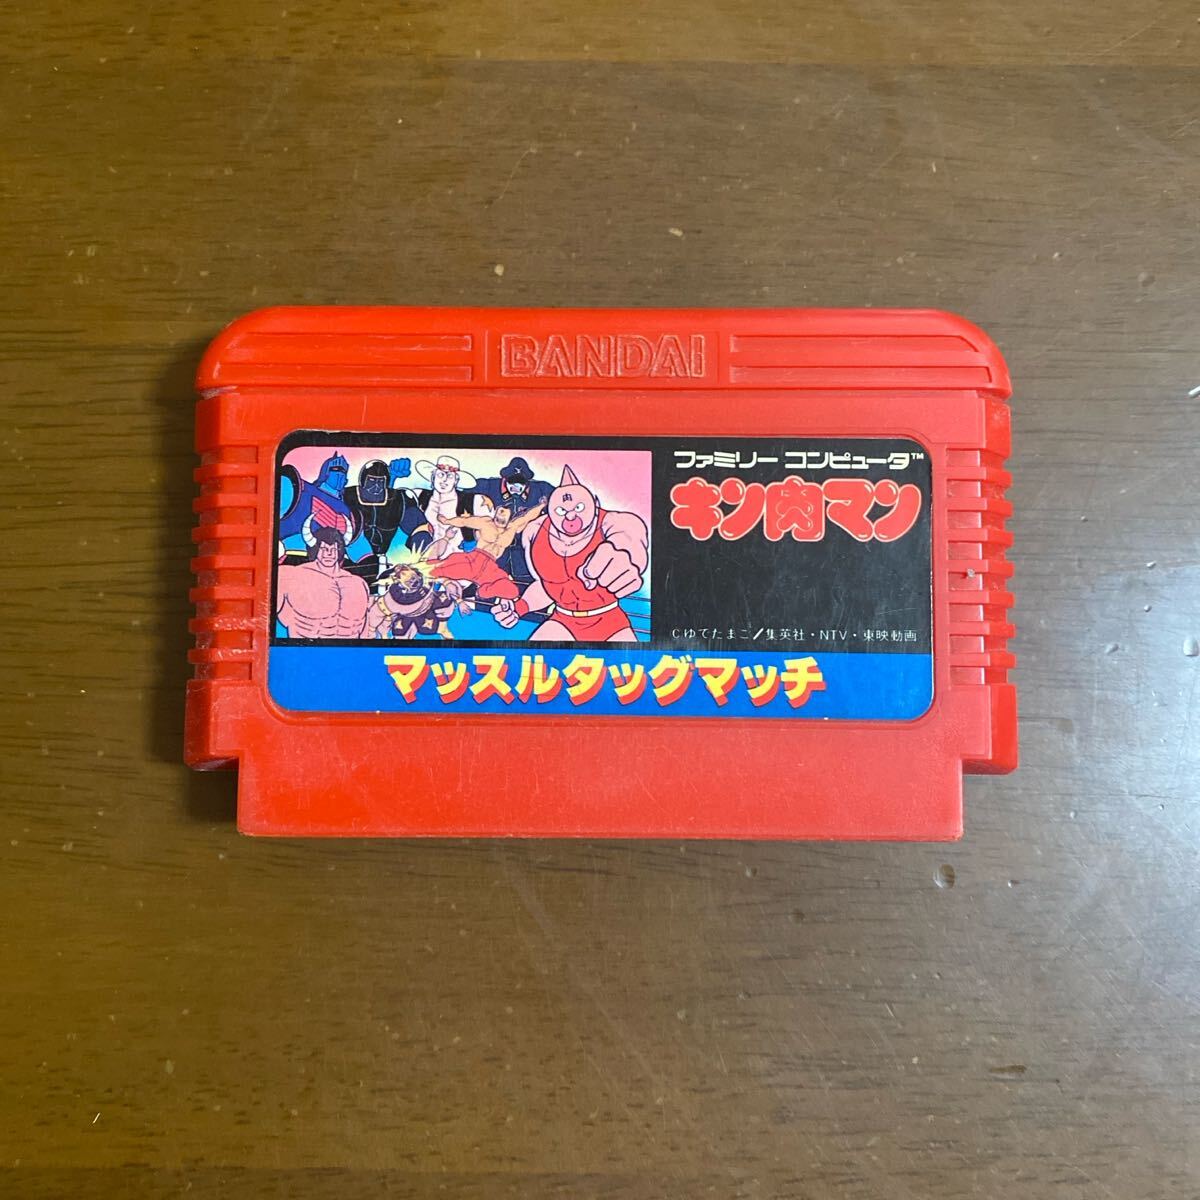 BANDAI
ファミリー コンピュータ™
キン肉マン
肉
©ゆでたまご/集英社・NTV・東映動画
マッスルタッグマッチ